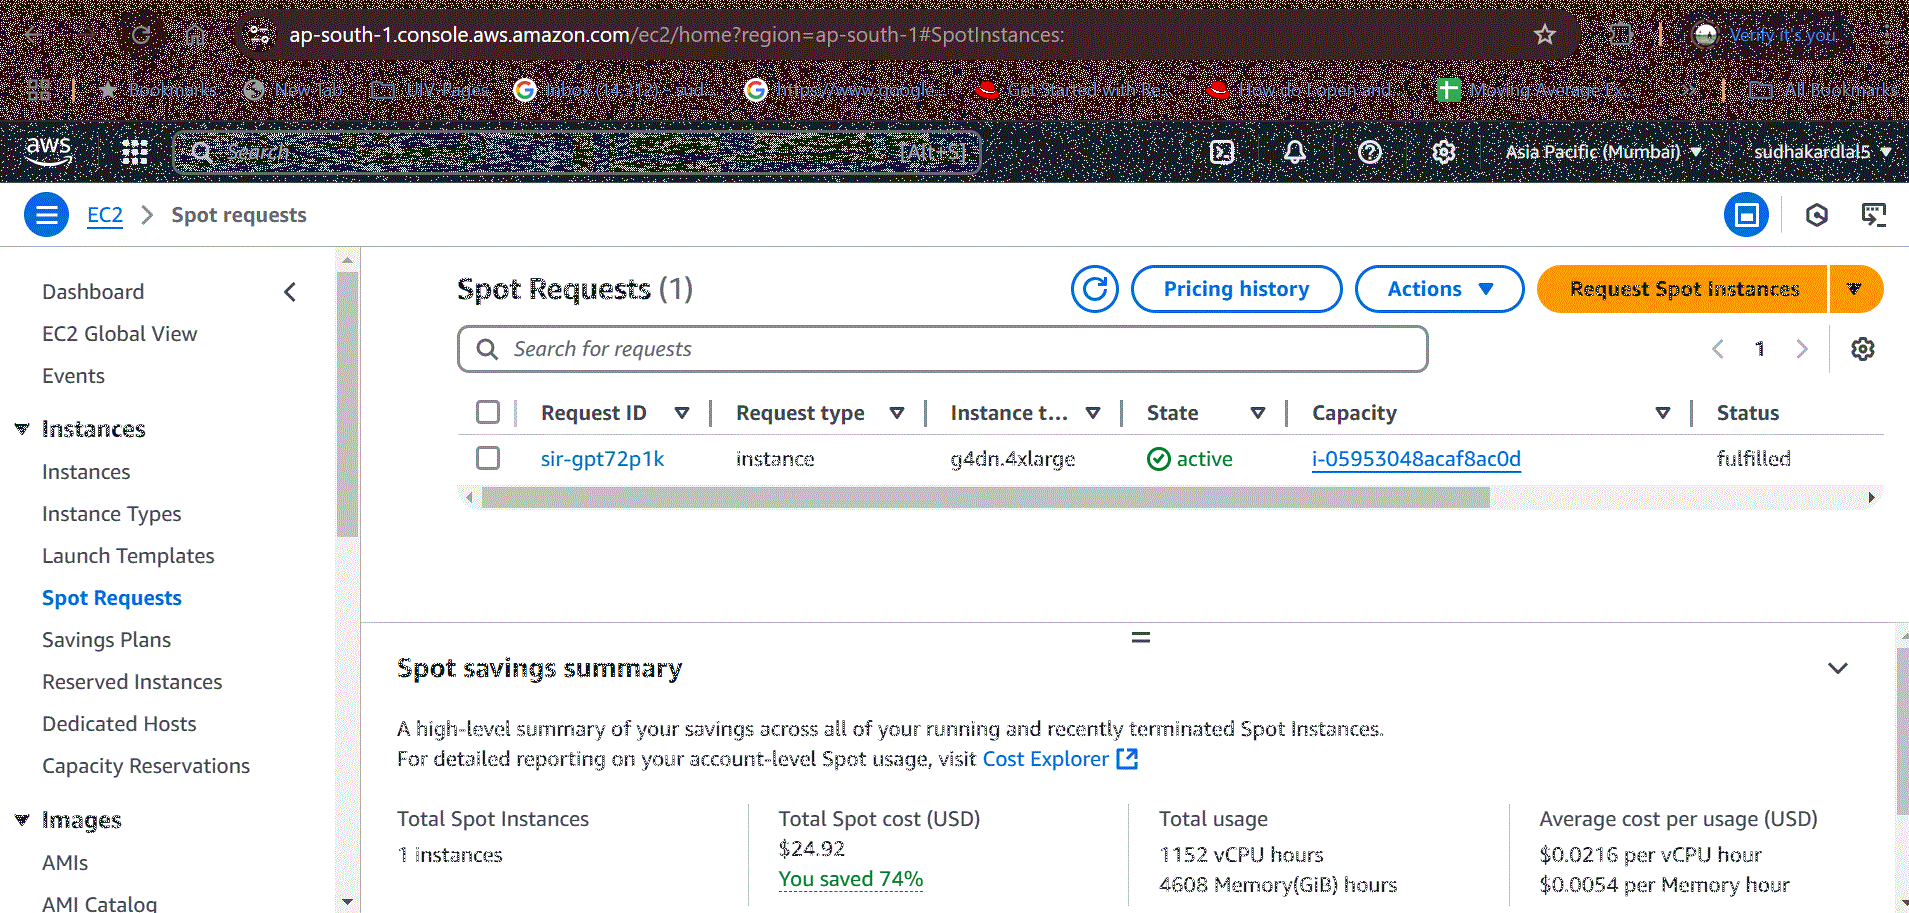 ap-south-1.console.aws.amazon.com/ec2/home?region=ap-south-1#SpotInstances:
Verify it's you
Bookmarks New Tab UIV-Pages Inbox (14,312) - sud... https://www.google... Get Started with Re... How do I open and... Moving Average Ex... » All Bookmarks
aws Search [Alt+S] Asia Pacific (Mumbai) sudhakardlal5
EC2 Spot requests
Dashboard
EC2 Global View
Events
Instances
Instances
Instance Types
Launch Templates
Spot Requests
Savings Plans
Reserved Instances
Dedicated Hosts
Capacity Reservations
Images
AMIs
AMI Catalog
Spot Requests (1) Pricing history Actions Request Spot Instances
Search for requests 1
Request ID Request type Instance t... State Capacity Status
sir-gpt72p1k instance g4dn.4xlarge active i-05953048acaf8ac0d fulfilled
Spot savings summary
A high-level summary of your savings across all of your running and recently terminated Spot Instances.
For detailed reporting on your account-level Spot usage, visit Cost Explorer
Total Spot Instances
1 instances
Total Spot cost (USD)
$24.92
You saved 74%
Total usage
1152 vCPU hours
4608 Memory(GiB) hours
Average cost per usage (USD)
$0.0216 per vCPU hour
$0.0054 per Memory hour